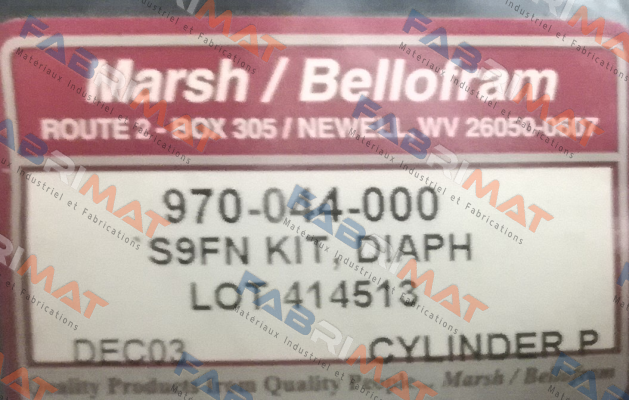 Marsh / Bellofram
ROUTE 2 - BOX 305 / NEWELL, WV 26050-0607
970-044-000
S9FN KIT, DIAPH
LOT 414513
DEC03 CYLINDER P
Quality Products from Quality People... Marsh / Bellofram
FABRIMAT
Matériaux Industriel et Fabrications